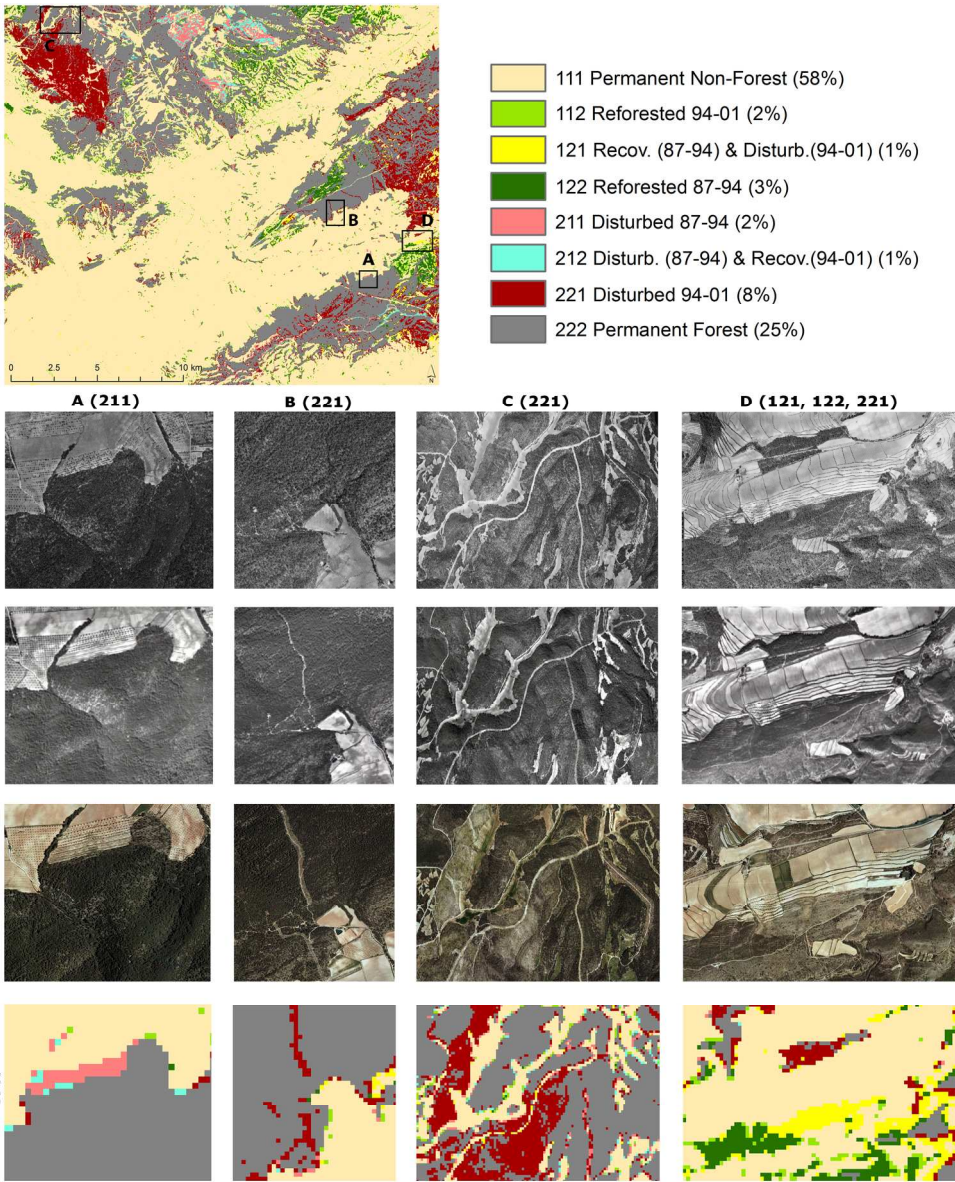 C
B
D
A
0 2.5 5 10 km
N
111 Permanent Non-Forest (58%)
112 Reforested 94-01 (2%)
121 Recov. (87-94) & Disturb.(94-01) (1%)
122 Reforested 87-94 (3%)
211 Disturbed 87-94 (2%)
212 Disturb. (87-94) & Recov.(94-01) (1%)
221 Disturbed 94-01 (8%)
222 Permanent Forest (25%)
A (211) B (221) C (221) D (121, 122, 221)